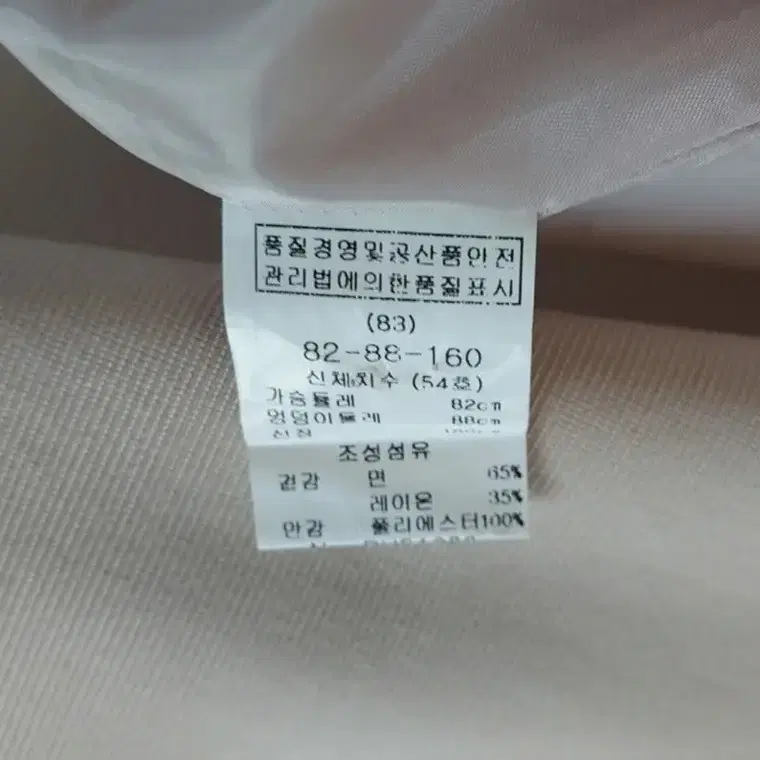 품질경영및공산품안전
관리법에의한품질표시
(83)
82-88-160
신체치수 (54호)
가슴둘레 82cm
엉덩이둘레 88cm
신장
조성섬유
겉감 면 65%
레이온 35%
안감 폴리에스터100%